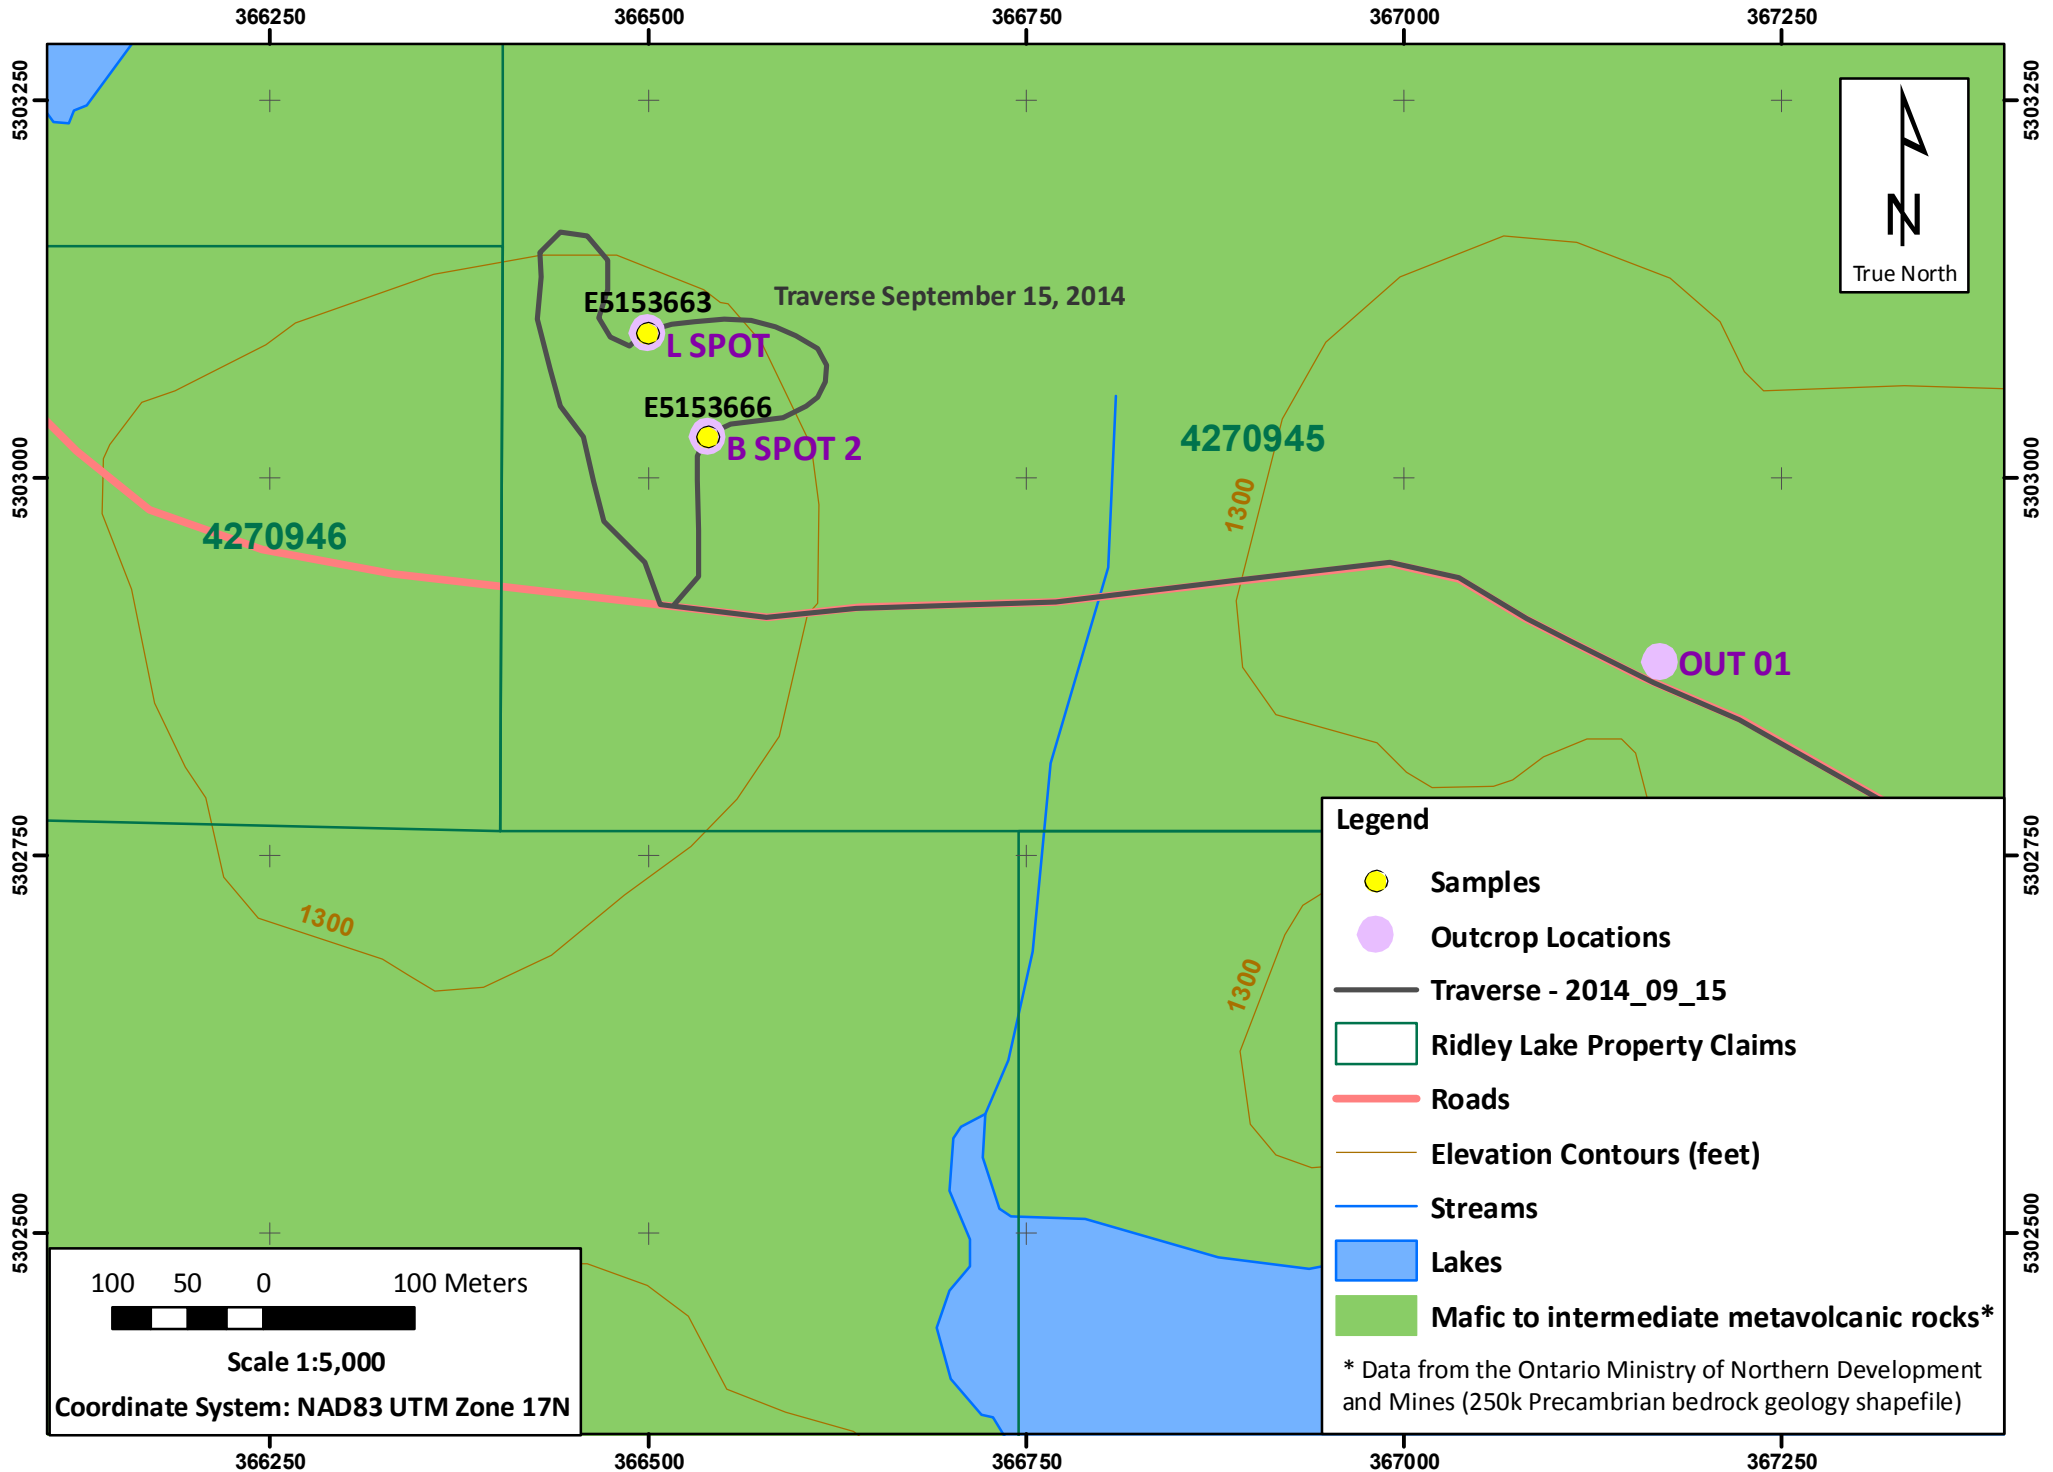 366250
366500
366750
367000
367250
5303250
5303250
True North
E5153663
Traverse September 15, 2014
L SPOT
E5153666
B SPOT 2
4270945
5303000
5303000
1300
4270946
OUT 01
5302750
5302750
1300
1300
Legend
Samples
Outcrop Locations
Traverse - 2014_09_15
Ridley Lake Property Claims
Roads
Elevation Contours (feet)
Streams
Lakes
Mafic to intermediate metavolcanic rocks*
* Data from the Ontario Ministry of Northern Development
and Mines (250k Precambrian bedrock geology shapefile)
5302500
5302500
100 50 0 100 Meters
Scale 1:5,000
Coordinate System: NAD83 UTM Zone 17N
N
366250
366500
366750
367000
367250